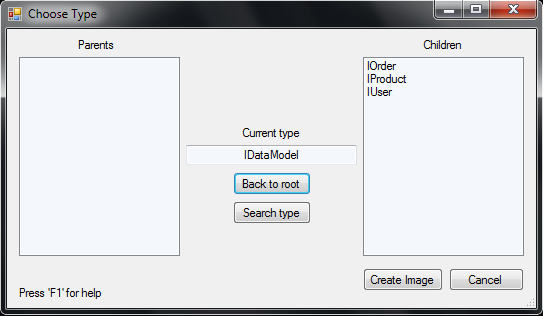 Choose Type
Parents
Children
IOrder
IProduct
IUser
Current type
IDataModel
Back to root
Search type
Create Image
Cancel
Press 'F1' for help